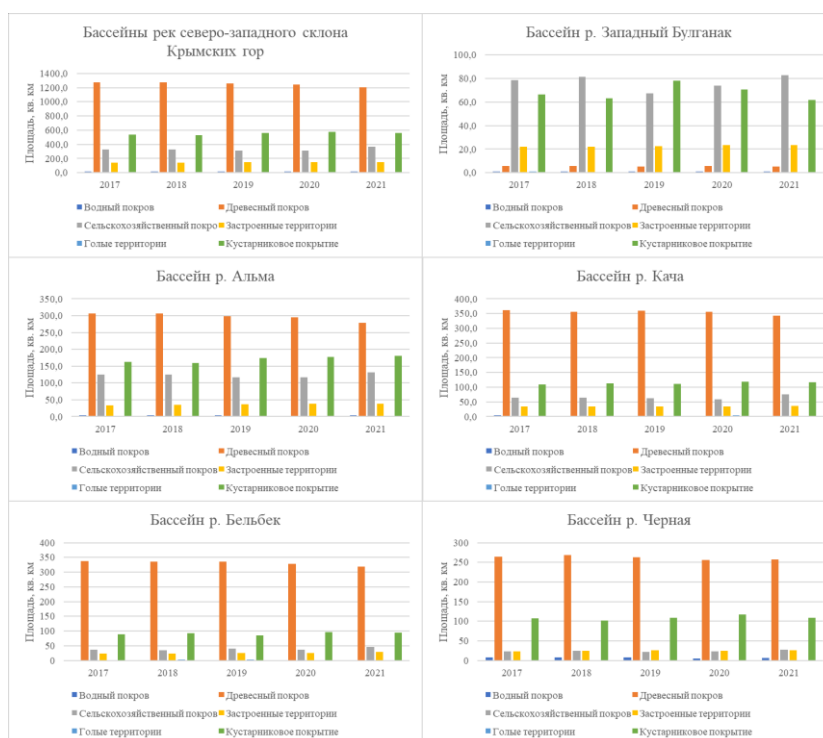 Бассейны рек северо-западного склона
Крымских гор
Площадь, кв. км
1400,0
1200,0
1000,0
800,0
600,0
400,0
200,0
0,0
2017 2018 2019 2020 2021
Водный покров Древесный покров
Сельскохозяйственный покров Застроенные территории
Голые территории Кустарниковое покрытие
Бассейн р. Западный Булганак
Площадь, кв. км
100,0
80,0
60,0
40,0
20,0
0,0
2017 2018 2019 2020 2021
Водный покров Древесный покров
Сельскохозяйственный покров Застроенные территории
Голые территории Кустарниковое покрытие
Бассейн р. Альма
Площадь, кв. км
350,0
300,0
250,0
200,0
150,0
100,0
50,0
0,0
2017 2018 2019 2020 2021
Водный покров Древесный покров
Сельскохозяйственный покров Застроенные территории
Голые территории Кустарниковое покрытие
Бассейн р. Кача
Площадь, кв. км
400,0
350,0
300,0
250,0
200,0
150,0
100,0
50,0
0,0
2017 2018 2019 2020 2021
Водный покров Древесный покров
Сельскохозяйственный покров Застроенные территории
Голые территории Кустарниковое покрытие
Бассейн р. Бельбек
Площадь, кв. км
400
350
300
250
200
150
100
50
0
2017 2018 2019 2020 2021
Водный покров Древесный покров
Сельскохозяйственный покров Застроенные территории
Голые территории Кустарниковое покрытие
Бассейн р. Черная
Площадь, кв. км
300
250
200
150
100
50
0
2017 2018 2019 2020 2021
Водный покров Древесный покров
Сельскохозяйственный покров Застроенные территории
Голые территории Кустарниковое покрытие